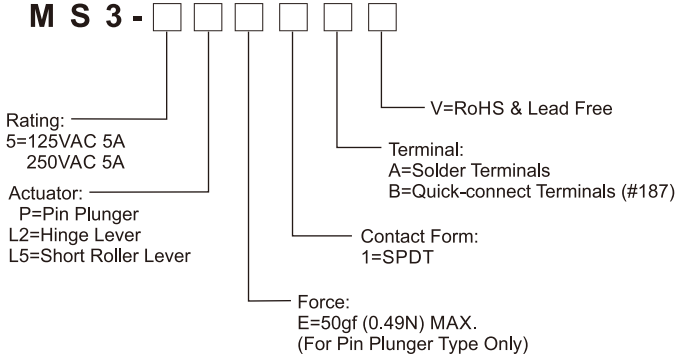 MS3-
V=RoHS & Lead Free
Rating:
5=125VAC 5A
250VAC 5A
Terminal:
A=Solder Terminals
B=Quick-connect Terminals (#187)
Actuator:
P=Pin Plunger
L2=Hinge Lever
L5=Short Roller Lever
Contact Form:
1=SPDT
Force:
E=50gf (0.49N) MAX.
(For Pin Plunger Type Only)